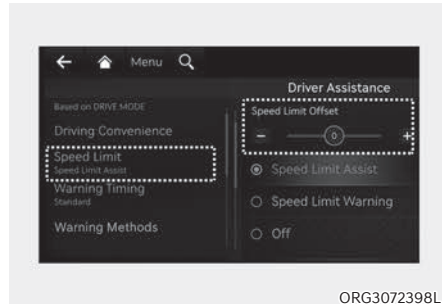 Menu
Driver Assistance
Based on DRIVE MODE
Driving Convenience
Speed Limit
Speed Limit Assist
Warning Timing
Standard
Warning Methods
Speed Limit Offset
- 0 +
Speed Limit Assist
Speed Limit Warning
Off
ORG3072398L